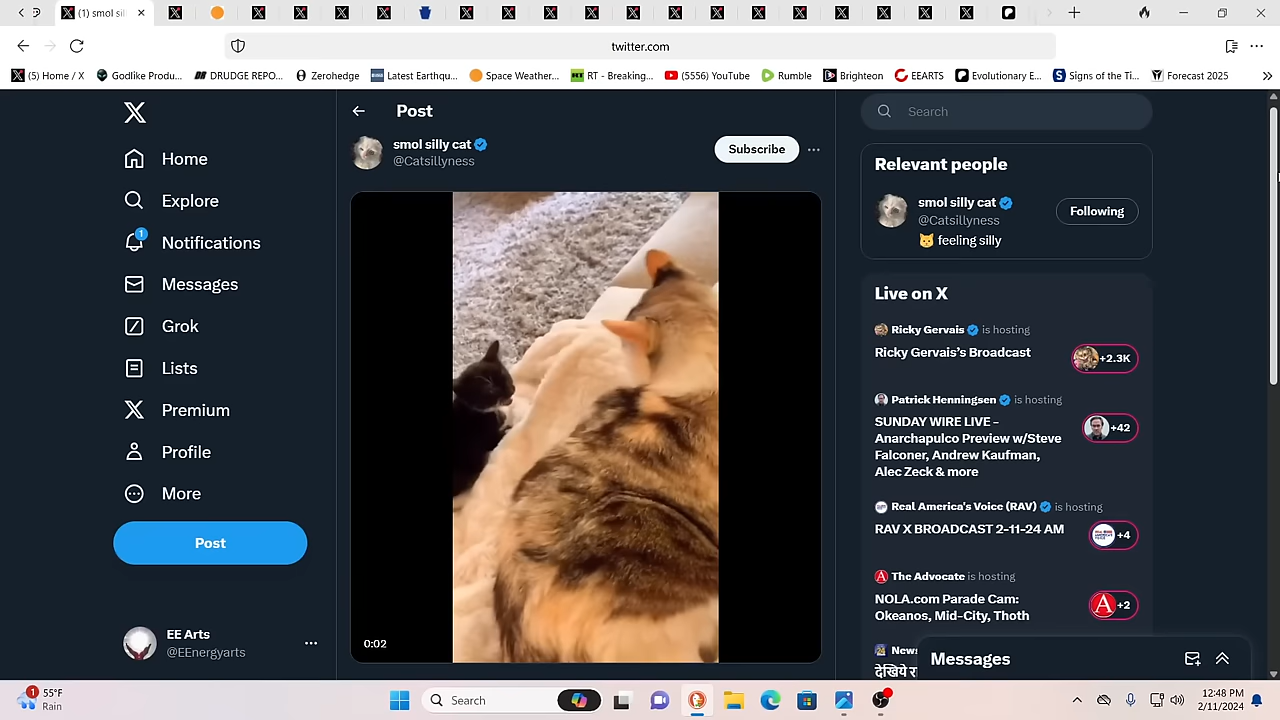 (1) smol sil
twitter.com
(5) Home / X
Godlike Produ...
DRUDGE REPO...
Zerohedge
Latest Earthqu...
Space Weather...
RT - Breaking...
(5556) YouTube
Rumble
Brighteon
EEARTS
Evolutionary E...
Signs of the Ti...
Forecast 2025
Home
Explore
1
Notifications
Messages
Grok
Lists
Premium
Profile
More
Post
EE Arts
@EEnergyarts
Post
smol silly cat
@Catsillyness
Subscribe
0:02
Search
Relevant people
smol silly cat
@Catsillyness
Following
feeling silly
Live on X
Ricky Gervais is hosting
Ricky Gervais's Broadcast
+2.3K
Patrick Henningsen is hosting
SUNDAY WIRE LIVE -
Anarchapulco Preview w/Steve
Falconer, Andrew Kaufman,
Alec Zeck & more
+42
Real America's Voice (RAV) is hosting
RAV X BROADCAST 2-11-24 AM
+4
The Advocate is hosting
NOLA.com Parade Cam:
Okeanos, Mid-City, Thoth
+2
News
देखिये
Messages
1
55°F
Rain
Search
12:48 PM
2/11/2024